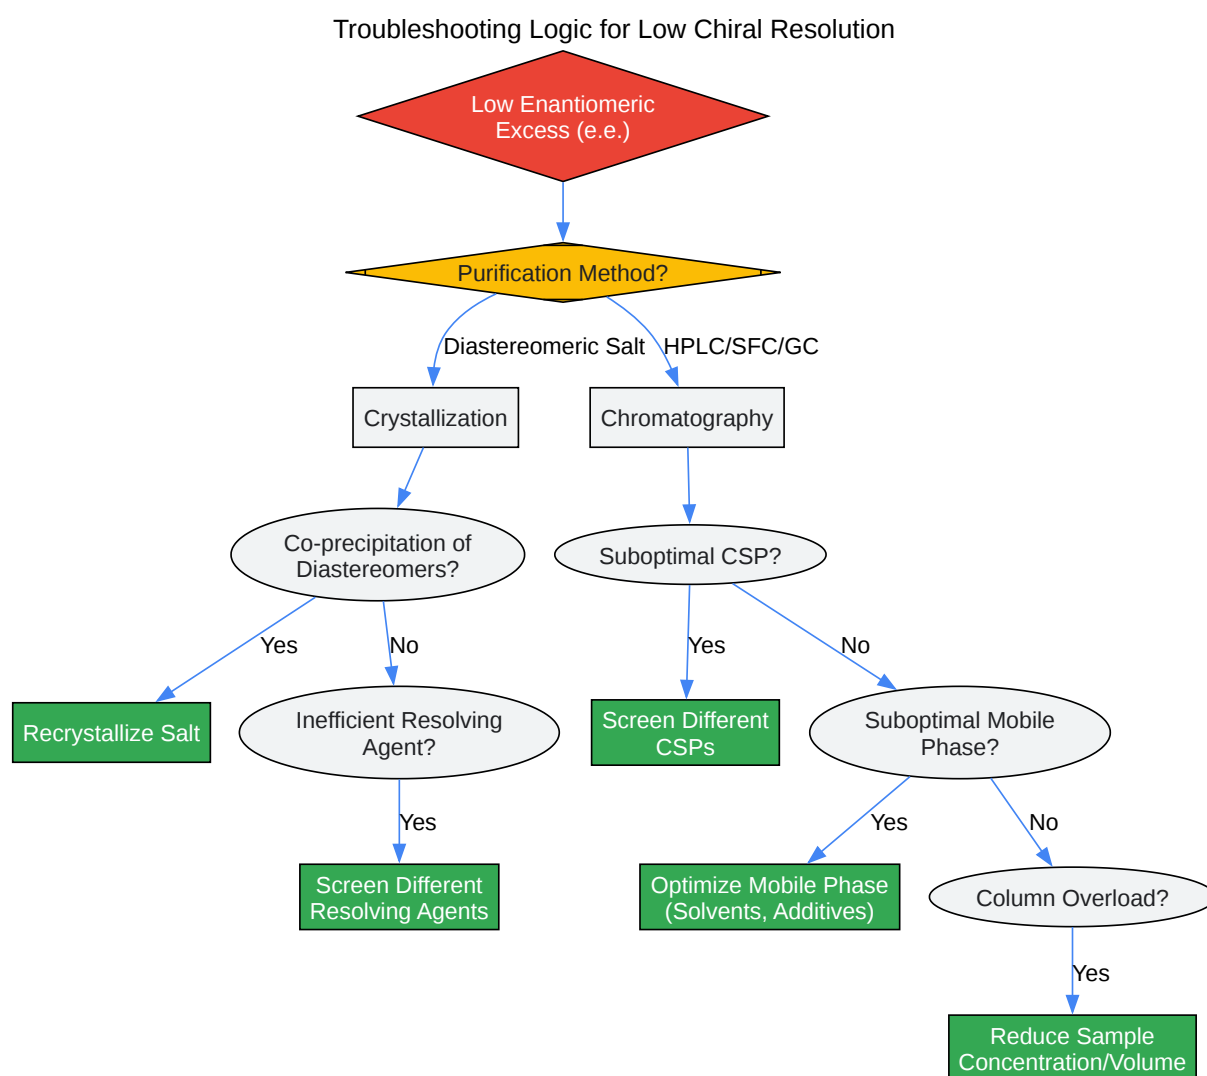 Troubleshooting Logic for Low Chiral Resolution
Low Enantiomeric
Excess (e.e.)
Purification Method?
Diastereomeric Salt
HPLC/SFC/GC
Crystallization
Chromatography
Co-precipitation of
Diastereomers?
Suboptimal CSP?
Yes
No
Yes
No
Recrystallize Salt
Inefficient Resolving
Agent?
Screen Different
CSPs
Suboptimal Mobile
Phase?
Yes
Yes
No
Screen Different
Resolving Agents
Optimize Mobile Phase
(Solvents, Additives)
Column Overload?
Yes
Reduce Sample
Concentration/Volume